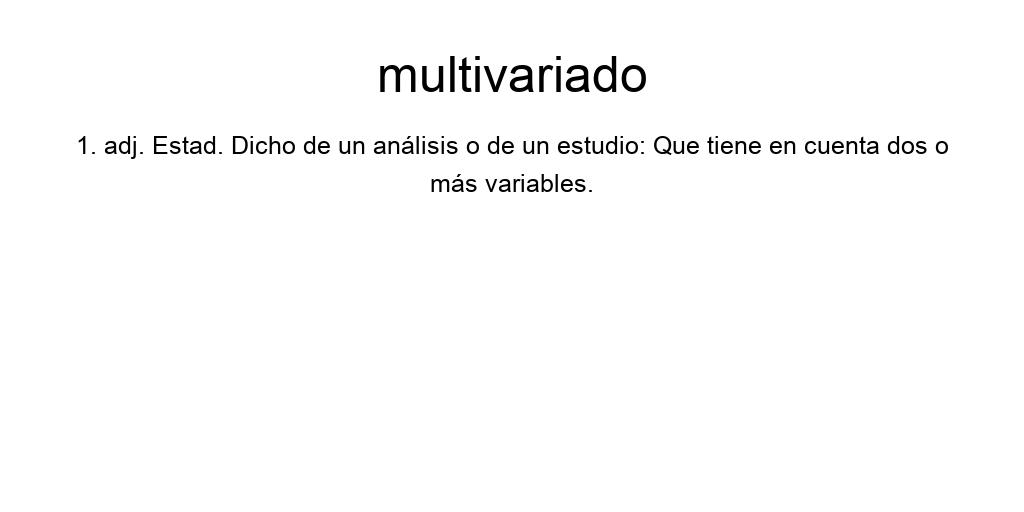 multivariado
1. adj. Estad. Dicho de un análisis o de un estudio: Que tiene en cuenta dos o
más variables.